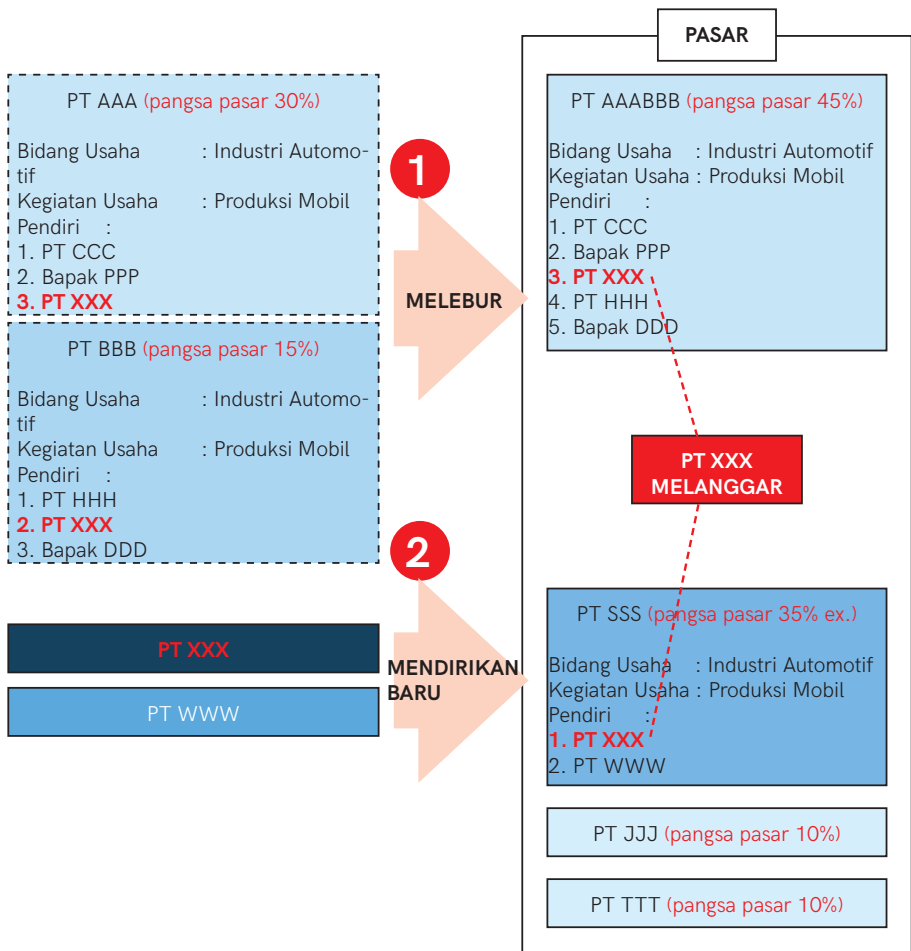 PASAR
PT AAA (pangsa pasar 30%)
Bidang Usaha : Industri Automo-
tif
Kegiatan Usaha : Produksi Mobil
Pendiri :
1. PT CCC
2. Bapak PPP
3. PT XXX
PT BBB (pangsa pasar 15%)
Bidang Usaha : Industri Automo-
tif
Kegiatan Usaha : Produksi Mobil
Pendiri :
1. PT HHH
2. PT XXX
3. Bapak DDD
PT XXX
PT WWW
1
MELEBUR
2
MENDIRIKAN
BARU
PT AAABBB (pangsa pasar 45%)
Bidang Usaha : Industri Automotif
Kegiatan Usaha : Produksi Mobil
Pendiri :
1. PT CCC
2. Bapak PPP
3. PT XXX
4. PT HHH
5. Bapak DDD
PT XXX
MELANGGAR
PT SSS (pangsa pasar 35% ex.)
Bidang Usaha : Industri Automotif
Kegiatan Usaha : Produksi Mobil
Pendiri :
1. PT XXX
2. PT WWW
PT JJJ (pangsa pasar 10%)
PT TTT (pangsa pasar 10%)